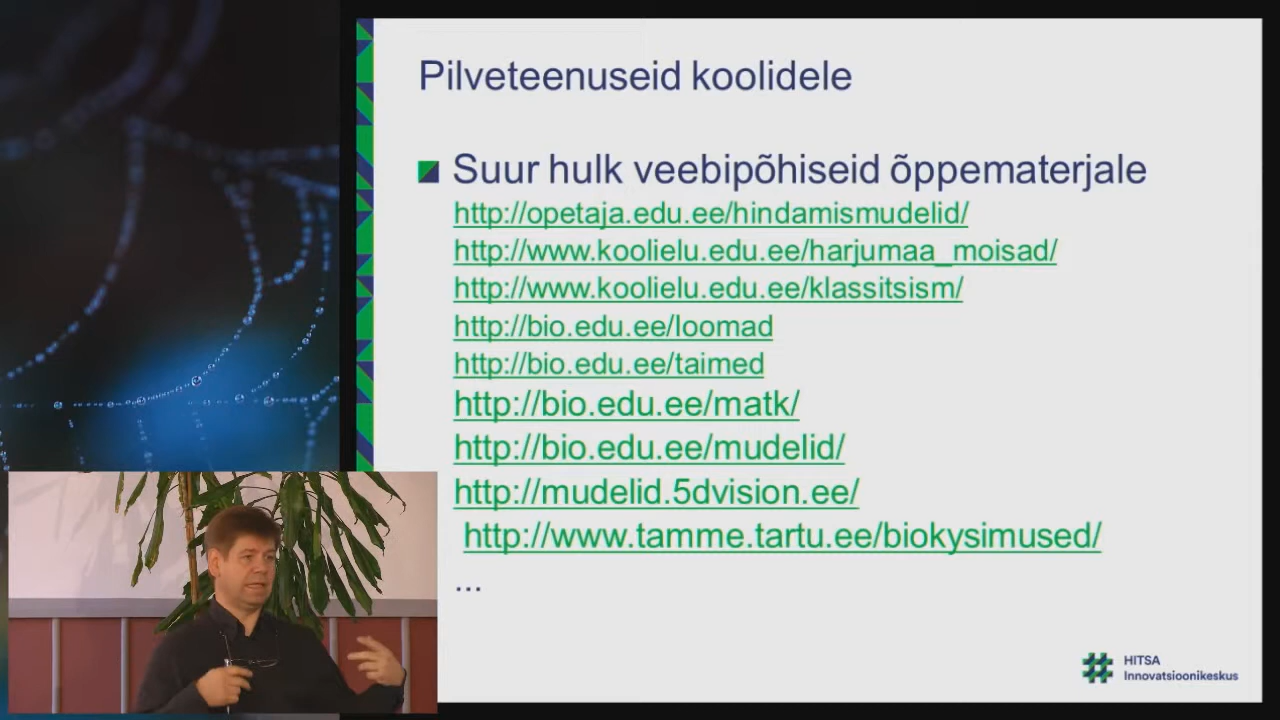 Pilveteenuseid koolidele
Suur hulk veebipõhiseid õppematerjale
http://opetaja.edu.ee/hindamismudelid/
http://www.koolielu.edu.ee/harjumaa_moisad/
http://www.koolielu.edu.ee/klassitsism/
http://bio.edu.ee/loomad
http://bio.edu.ee/taimed
http://bio.edu.ee/matk/
http://bio.edu.ee/mudelid/
http://mudelid.5dvision.ee/
http://www.tamme.tartu.ee/biokysimused/
...
HITSA
Innovatsioonikeskus